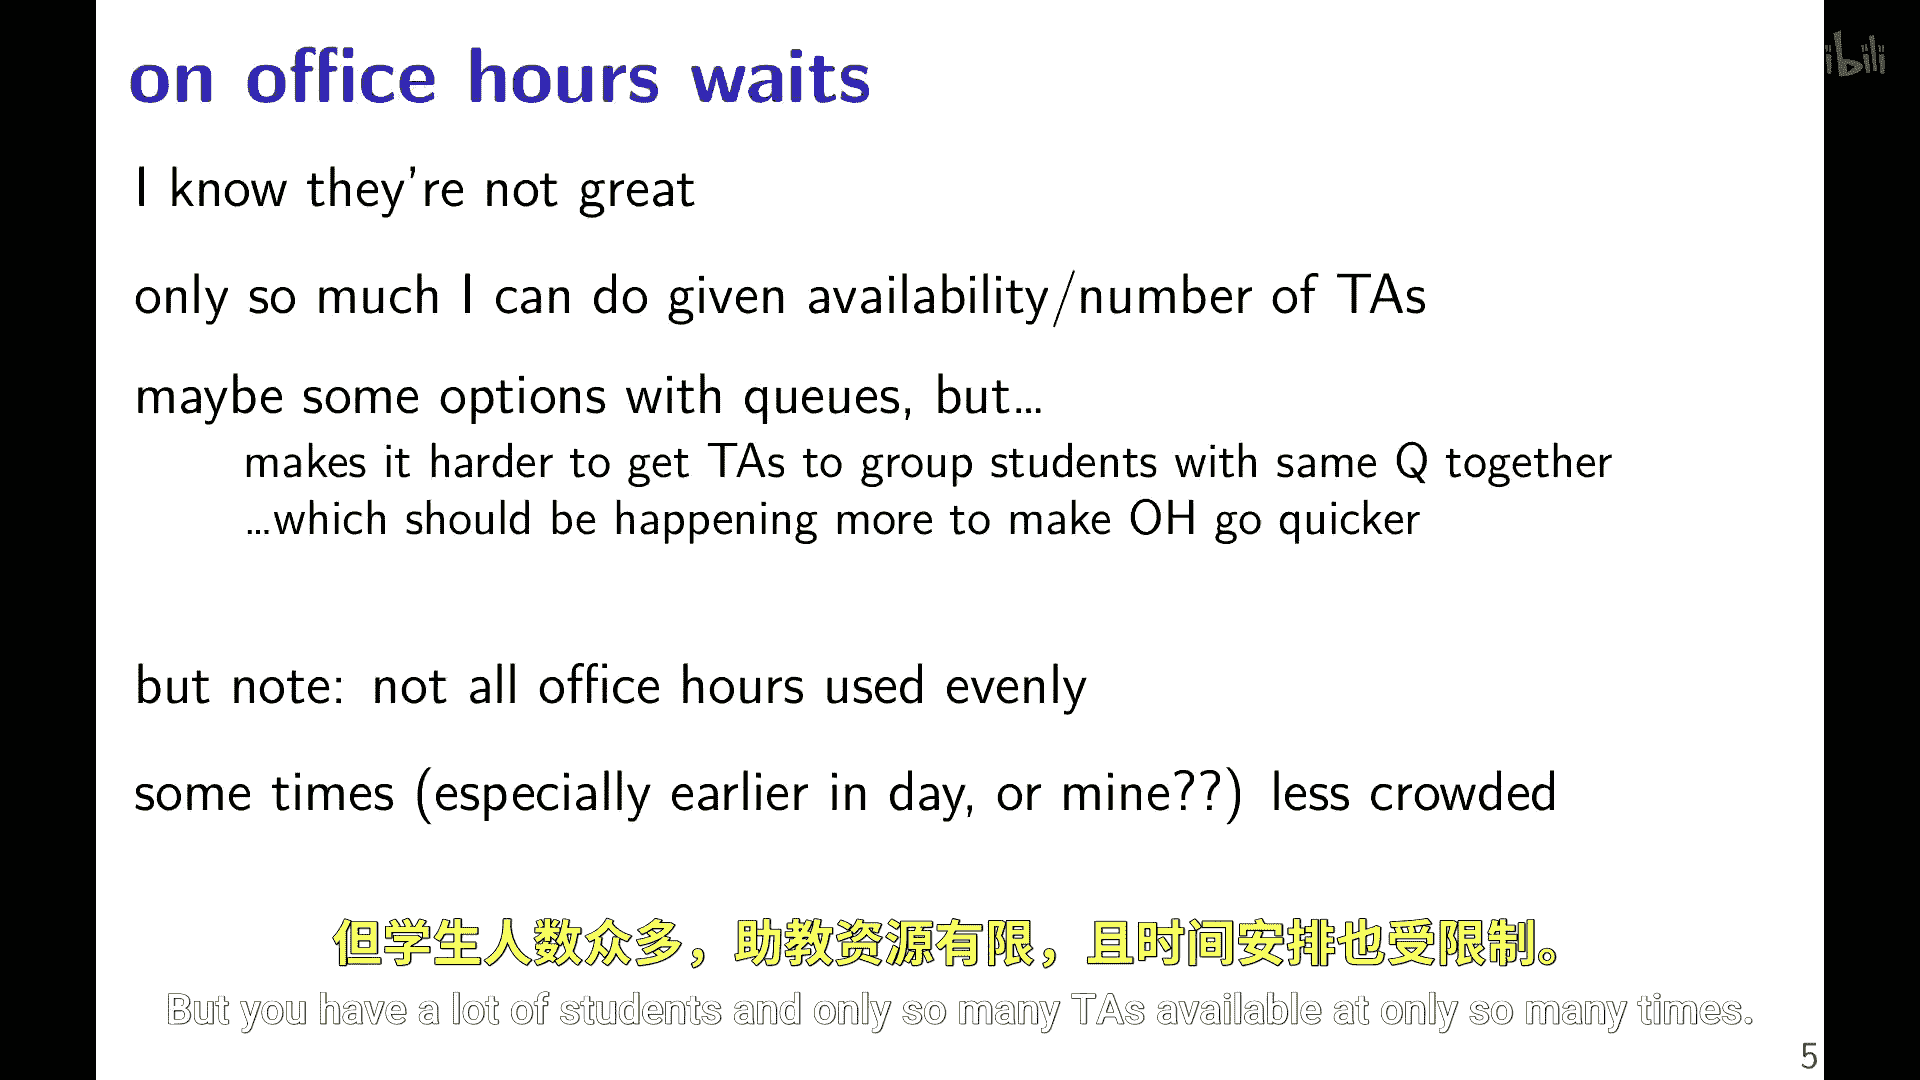 on office hours waits
I know they're not great
only so much I can do given availability/number of TAs
maybe some options with queues, but…
makes it harder to get TAs to group students with same Q together
…which should be happening more to make OH go quicker
but note: not all office hours used evenly
some times (especially earlier in day, or mine??) less crowded
但学生人数众多，助教资源有限，且时间安排也受限制。
But you have a lot of students and only so many TAs available at only so many times.
5